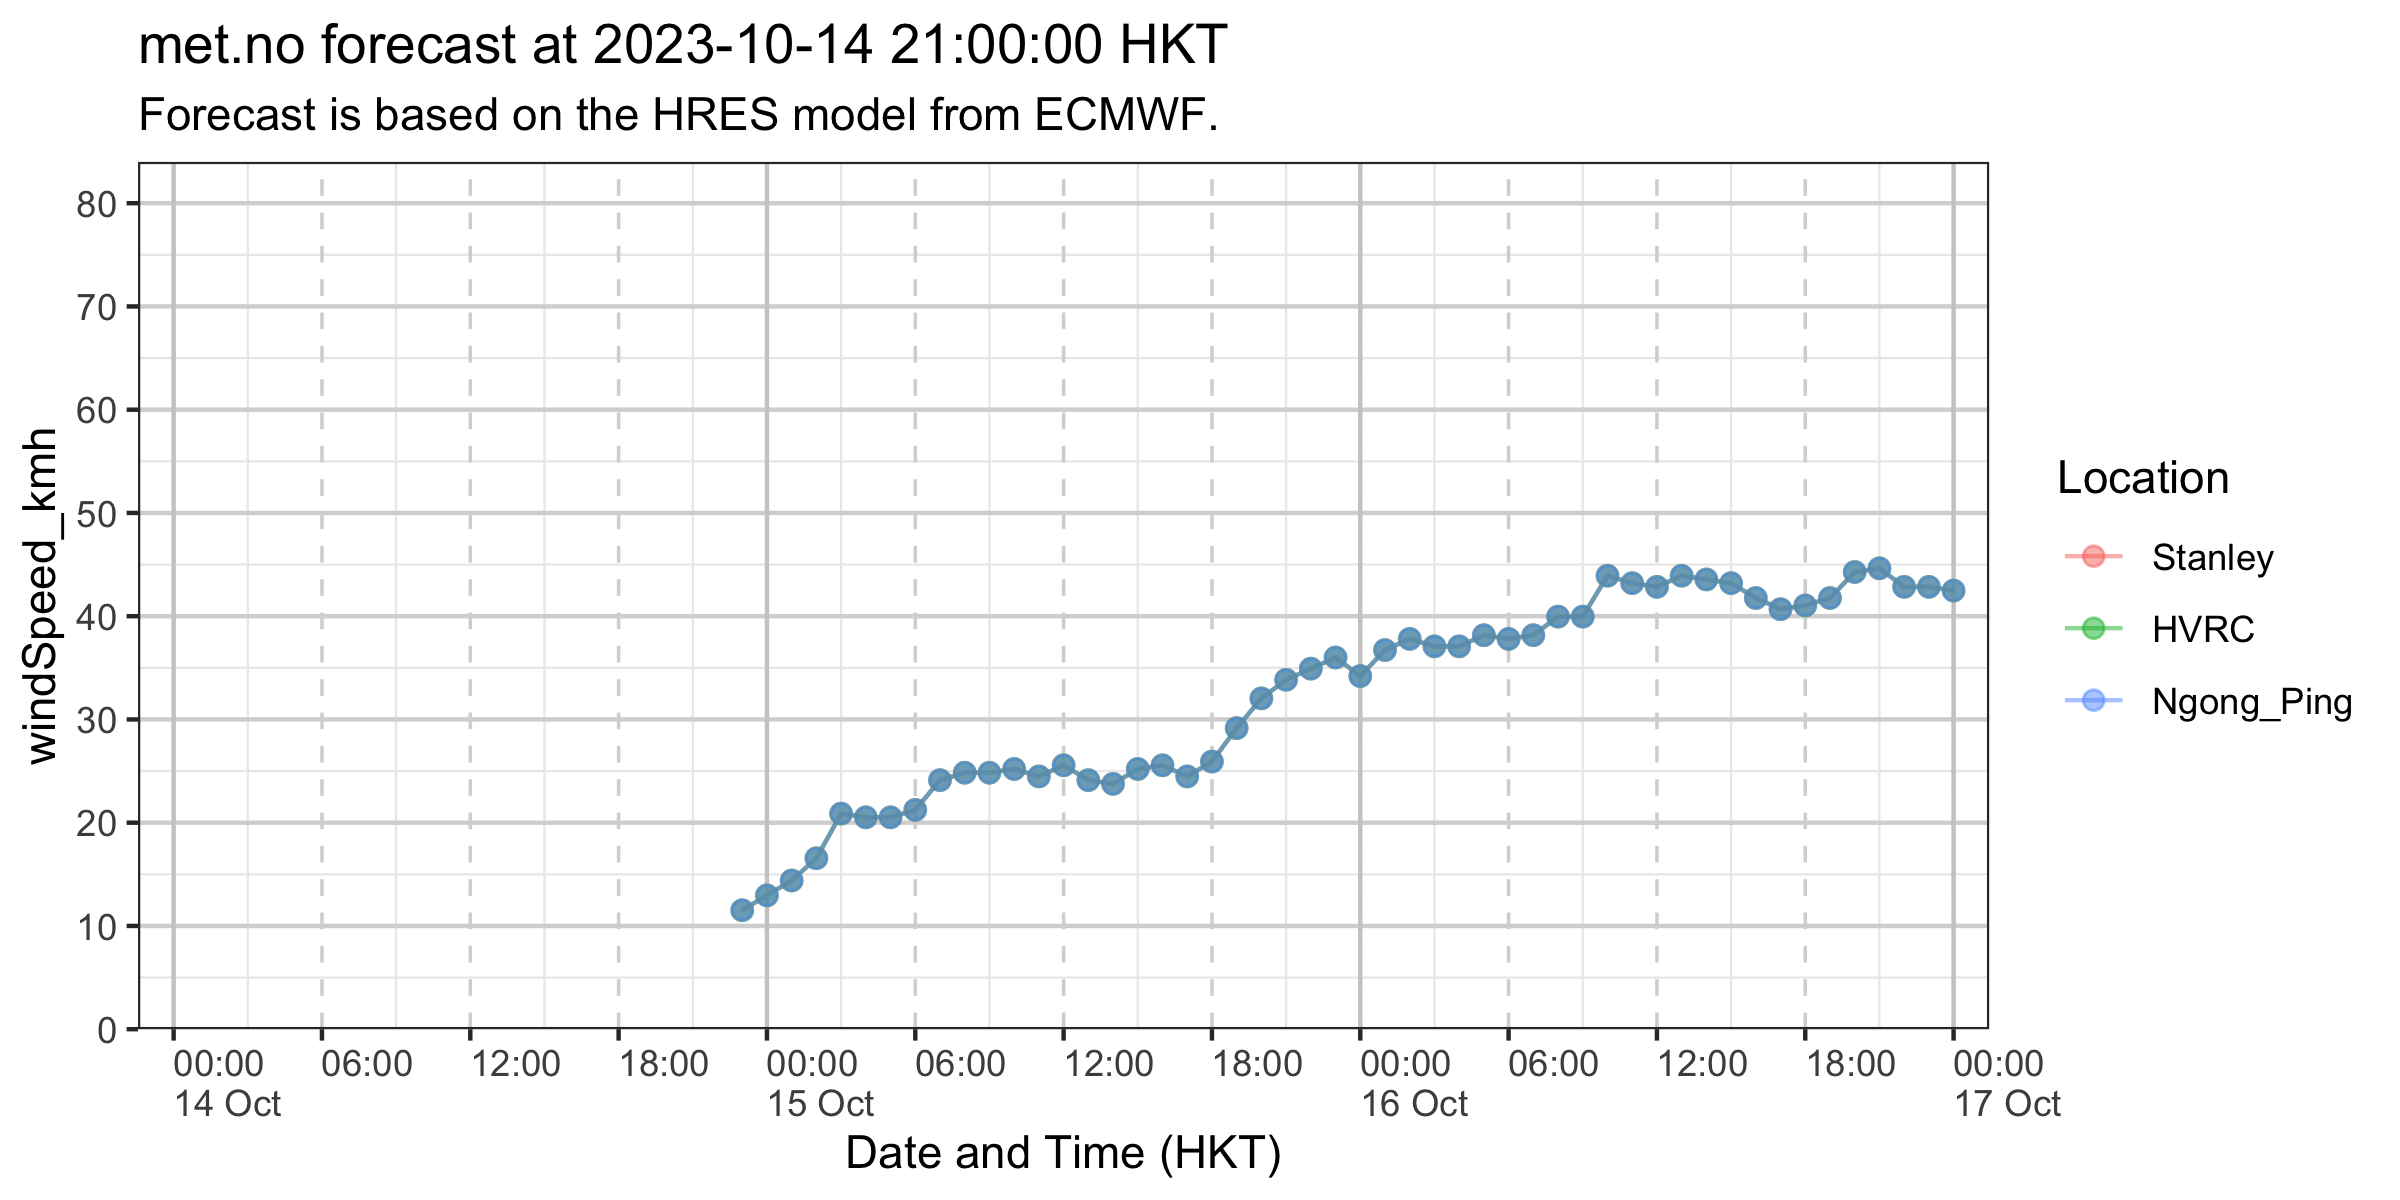 met.no forecast at 2023-10-14 21:00:00 HKT
Forecast is based on the HRES model from ECMWF.
windSpeed_kmh
80
70
60
50
40
30
20
10
0
00:00 06:00 12:00 18:00 00:00 06:00 12:00 18:00 00:00 06:00 12:00 18:00 00:00
14 Oct 15 Oct 16 Oct 17 Oct
Date and Time (HKT)
Location
Stanley
HVRC
Ngong_Ping